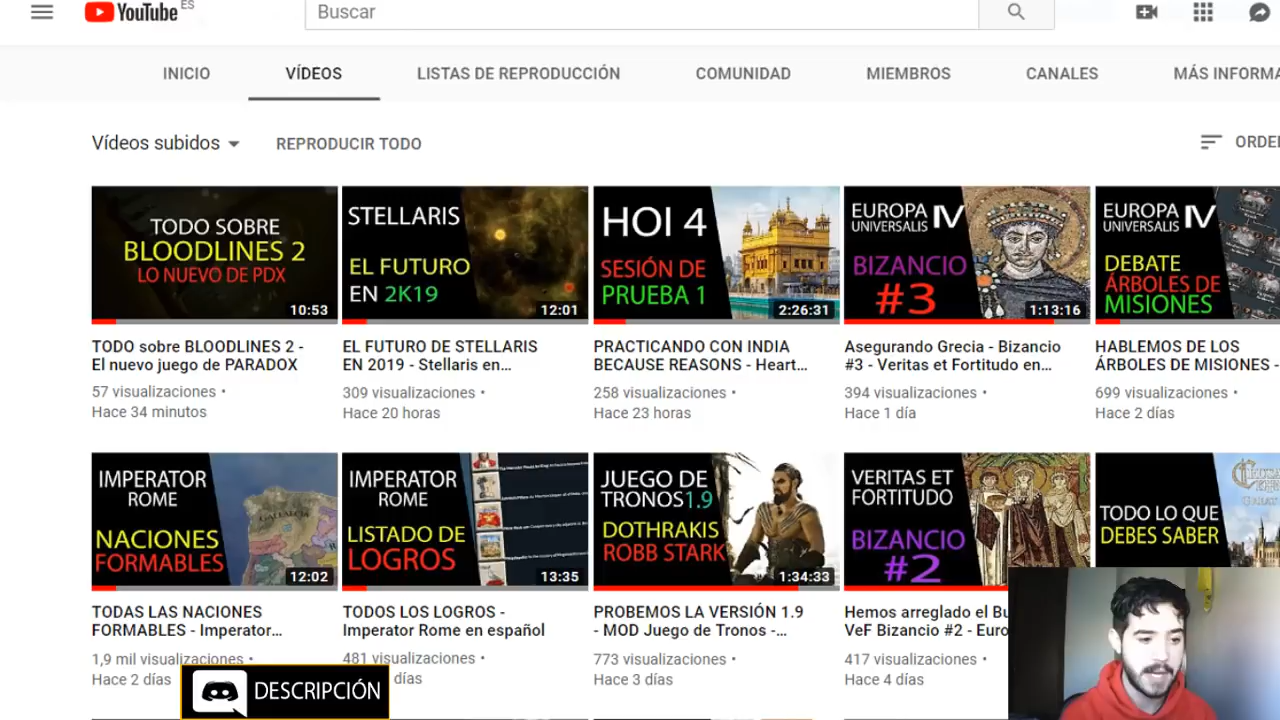 YouTube ES
Buscar
INICIO
VÍDEOS
LISTAS DE REPRODUCCIÓN
COMUNIDAD
MIEMBROS
CANALES
MÁS INFORMA
Vídeos subidos
REPRODUCIR TODO
ORDE
TODO SOBRE
BLOODLINES 2
LO NUEVO DE PDX
10:53
TODO sobre BLOODLINES 2 -
El nuevo juego de PARADOX
57 visualizaciones •
Hace 34 minutos
STELLARIS
EL FUTURO
EN 2K19
12:01
EL FUTURO DE STELLARIS
EN 2019 - Stellaris en...
309 visualizaciones •
Hace 20 horas
HOI 4
SESIÓN DE
PRUEBA 1
2:26:31
PRACTICANDO CON INDIA
BECAUSE REASONS - Heart...
258 visualizaciones •
Hace 23 horas
EUROPA IV
UNIVERSALIS
BIZANCIO
#3
1:13:16
Asegurando Grecia - Bizancio
#3 - Veritas et Fortitudo en...
394 visualizaciones •
Hace 1 día
EUROPA IV
UNIVERSALIS
DEBATE
ÁRBOLES DE
MISIONES
HABLEMOS DE LOS
ÁRBOLES DE MISIONES -
699 visualizaciones •
Hace 2 días
IMPERATOR
ROME
NACIONES
FORMABLES
12:02
TODAS LAS NACIONES
FORMABLES - Imperator...
1,9 mil visualizaciones •
Hace 2 días
IMPERATOR
ROME
LISTADO DE
LOGROS
13:35
TODOS LOS LOGROS -
Imperator Rome en español
481 visualizaciones •
días
JUEGO DE
TRONOS 1.9
DOTHRAKIS
ROBB STARK
1:34:33
PROBEMOS LA VERSIÓN 1.9
- MOD Juego de Tronos -...
773 visualizaciones •
Hace 3 días
VERITAS ET
FORTITUDO
BIZANCIO
#2
Hemos arreglado el Bu
VeF Bizancio #2 - Euro
417 visualizaciones •
Hace 4 días
TODO LO QUE
DEBES SABER
DESCRIPCIÓN